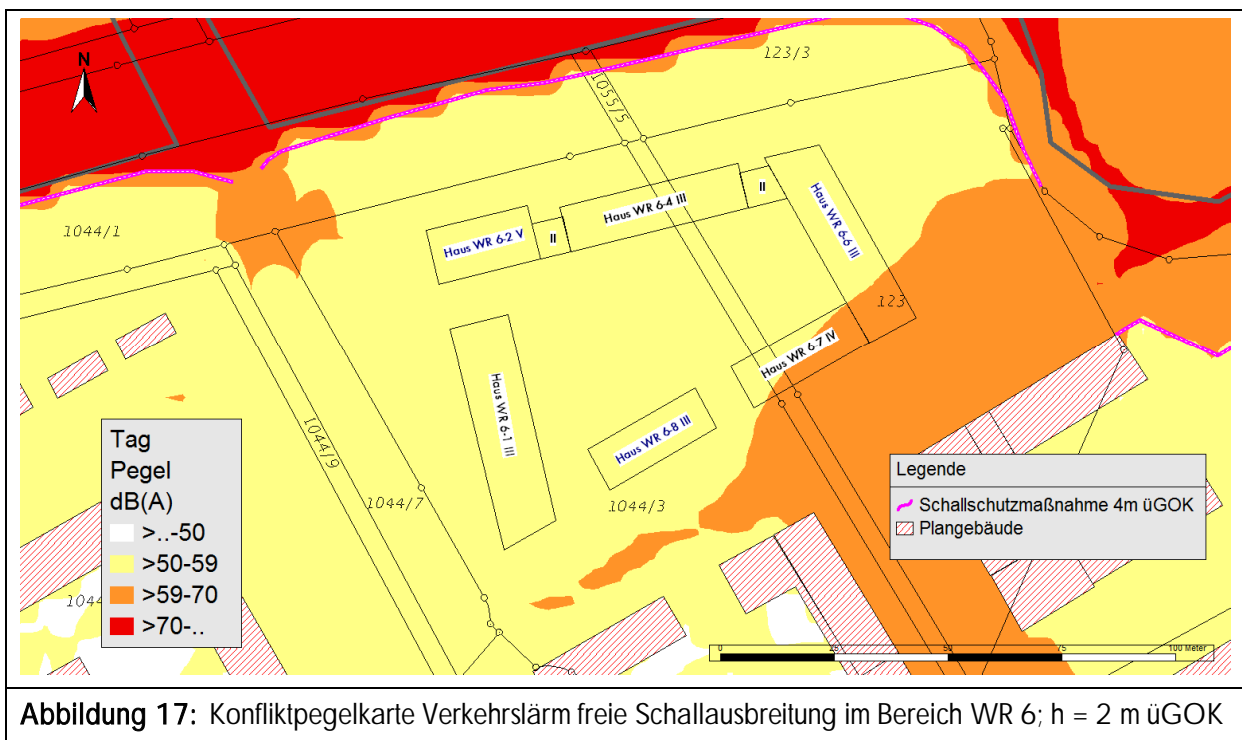 N
123/3
1055/5
II
II
Haus WR 6-4 III
Haus WR 6-2 V
Haus WR 6-6 III
1044/1
123
Haus WR 6-7 IV
Haus WR 6-1 III
Haus WR 6-8 III
1044/9
1044/7
1044/3
1044
Tag
Pegel
dB(A)
>..-50
>50-59
>59-70
>70-..
Legende
Schallschutzmaßnahme 4m üGOK
Plangebäude
0 25 50 75 100 Meter
Abbildung 17: Konfliktpegelkarte Verkehrslärm freie Schallausbreitung im Bereich WR 6; h = 2 m üGOK